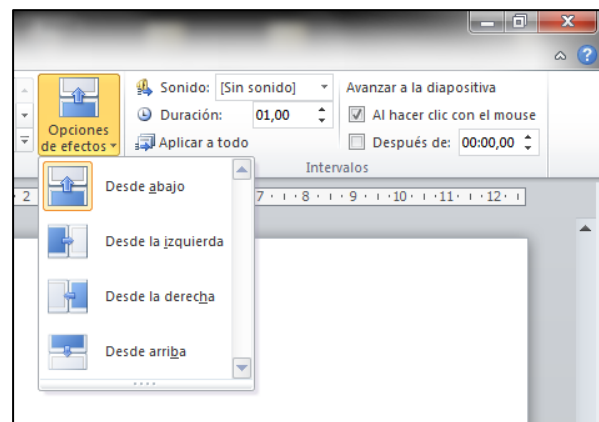 Sonido: [Sin sonido]
Avanzar a la diapositiva
Duración: 01,00
Al hacer clic con el mouse
Opciones
de efectos
Aplicar a todo
Después de: 00:00,00
Intervalos
2
7 · 8 · 9 · 10 · 11 · 12
Desde abajo
Desde la izquierda
Desde la derecha
Desde arriba